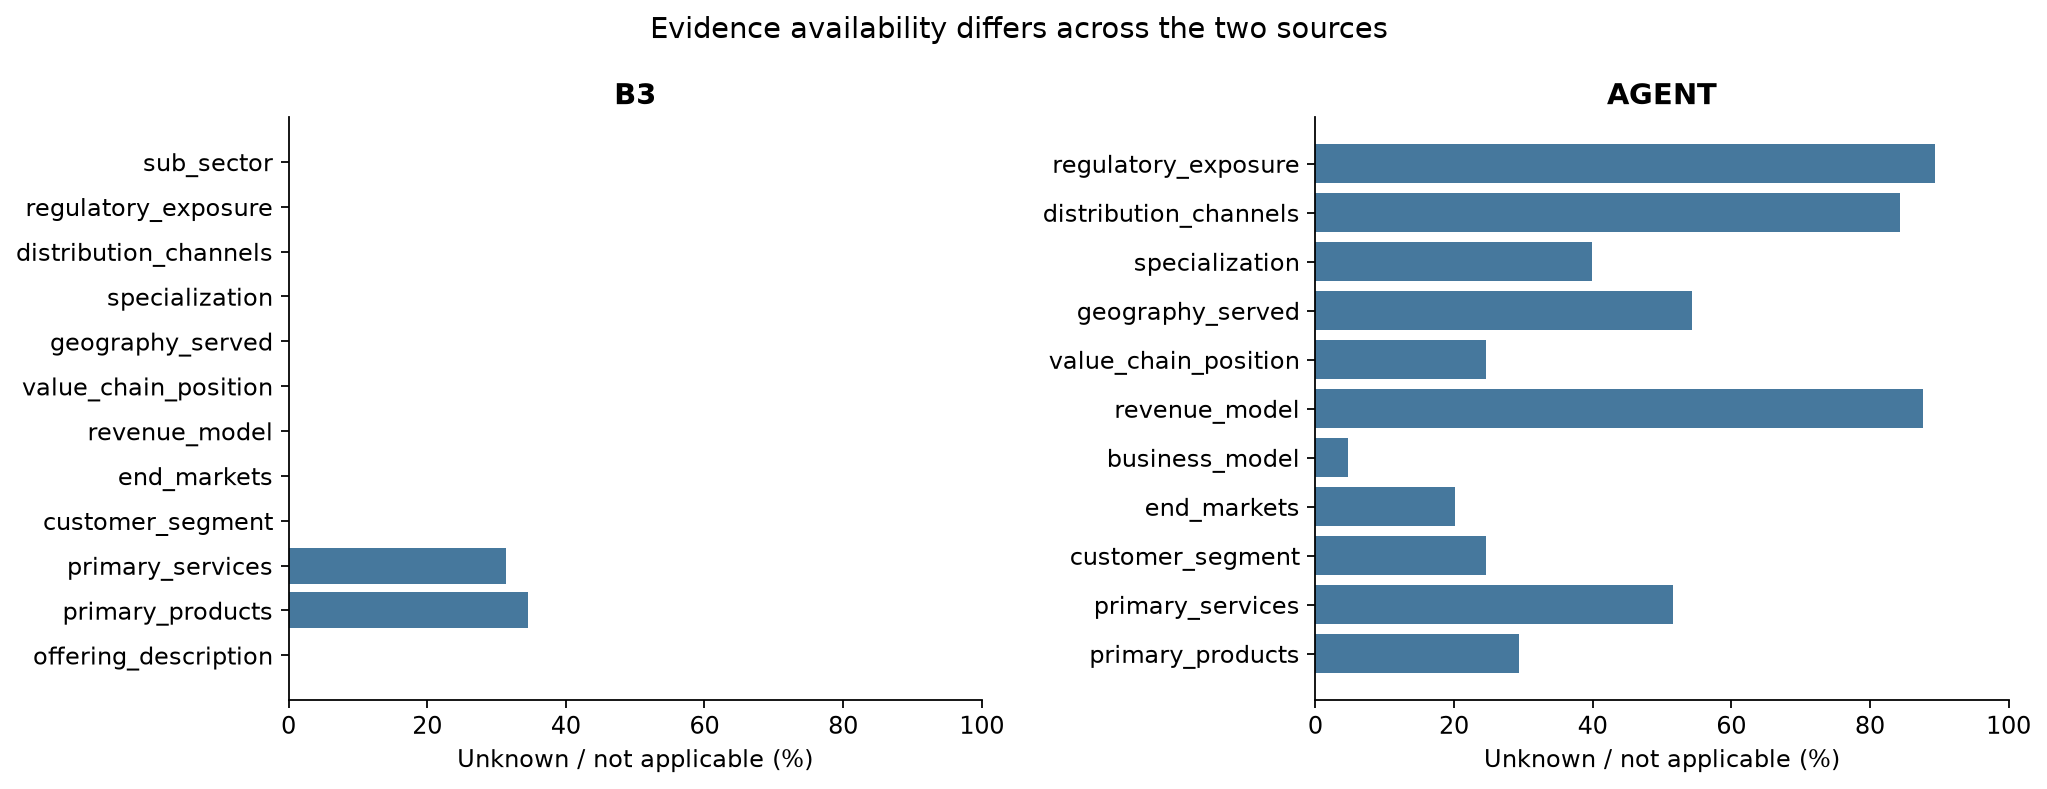 Evidence availability differs across the two sources
B3
sub_sector
regulatory_exposure
distribution_channels
specialization
geography_served
value_chain_position
revenue_model
end_markets
customer_segment
primary_services
primary_products
offering_description
0 20 40 60 80 100
Unknown / not applicable (%)
AGENT
regulatory_exposure
distribution_channels
specialization
geography_served
value_chain_position
revenue_model
business_model
end_markets
customer_segment
primary_services
primary_products
0 20 40 60 80 100
Unknown / not applicable (%)